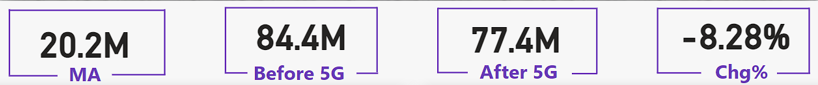 20.2M
MA
84.4M
Before 5G
77.4M
After 5G
-8.28%
Chg%